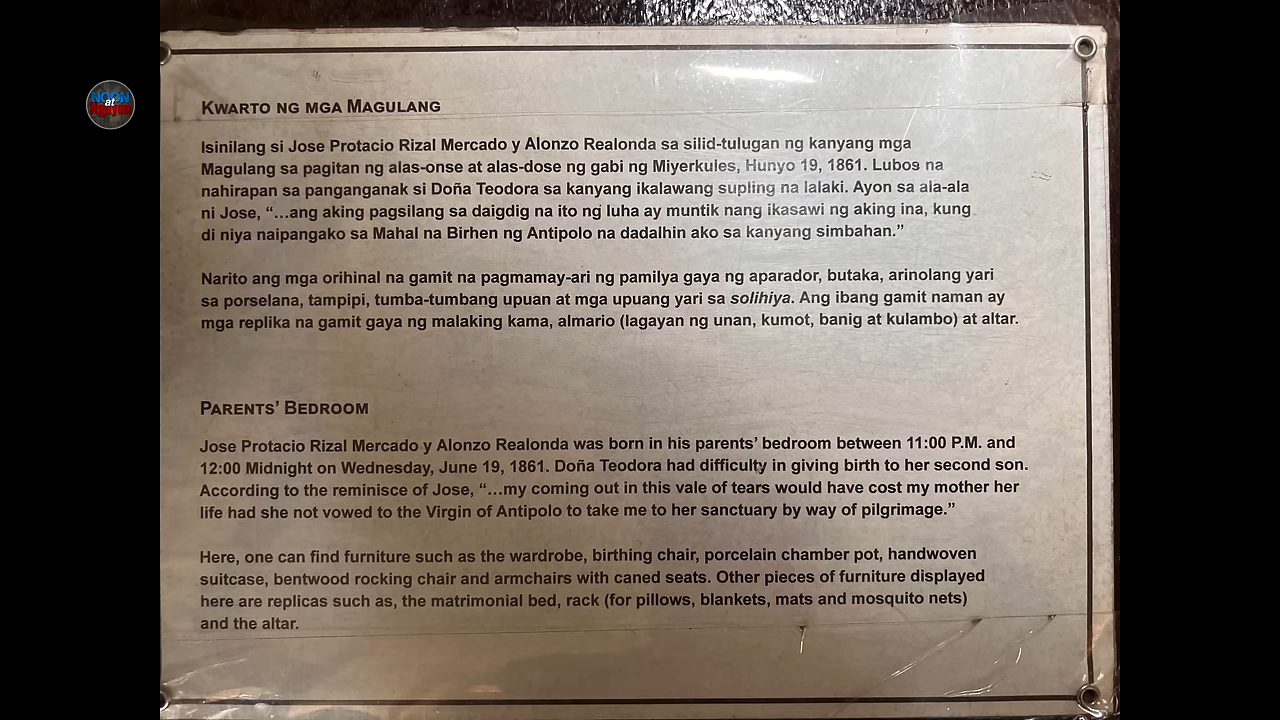 NOON
at
Ngayon
KWARTO NG MGA MAGULANG
Isinilang si Jose Protacio Rizal Mercado y Alonzo Realonda sa silid-tulugan ng kanyang mga
Magulang sa pagitan ng alas-onse at alas-dose ng gabi ng Miyerkules, Hunyo 19, 1861. Lubos na
nahirapan sa panganganak si Doña Teodora sa kanyang ikalawang supling na lalaki. Ayon sa ala-ala
ni Jose, “…ang aking pagsilang sa daigdig na ito ng luha ay muntik nang ikasawi ng aking ina, kung
di niya naipangako sa Mahal na Birhen ng Antipolo na dadalhin ako sa kanyang simbahan.”
Narito ang mga orihinal na gamit na pagmamay-ari ng pamilya gaya ng aparador, butaka, arinolang yari
sa porselana, tampipi, tumba-tumbang upuan at mga upuang yari sa solihiya. Ang ibang gamit naman ay
mga replika na gamit gaya ng malaking kama, almario (lagayan ng unan, kumot, banig at kulambo) at altar.
PARENTS’ BEDROOM
Jose Protacio Rizal Mercado y Alonzo Realonda was born in his parents’ bedroom between 11:00 P.M. and
12:00 Midnight on Wednesday, June 19, 1861. Doña Teodora had difficulty in giving birth to her second son.
According to the reminisce of Jose, “…my coming out in this vale of tears would have cost my mother her
life had she not vowed to the Virgin of Antipolo to take me to her sanctuary by way of pilgrimage.”
Here, one can find furniture such as the wardrobe, birthing chair, porcelain chamber pot, handwoven
suitcase, bentwood rocking chair and armchairs with caned seats. Other pieces of furniture displayed
here are replicas such as, the matrimonial bed, rack (for pillows, blankets, mats and mosquito nets)
and the altar.